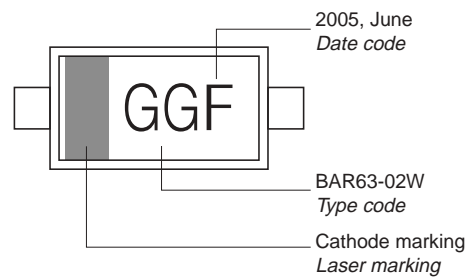 2005, June
Date code
GGF
BAR63-02W
Type code
Cathode marking
Laser marking